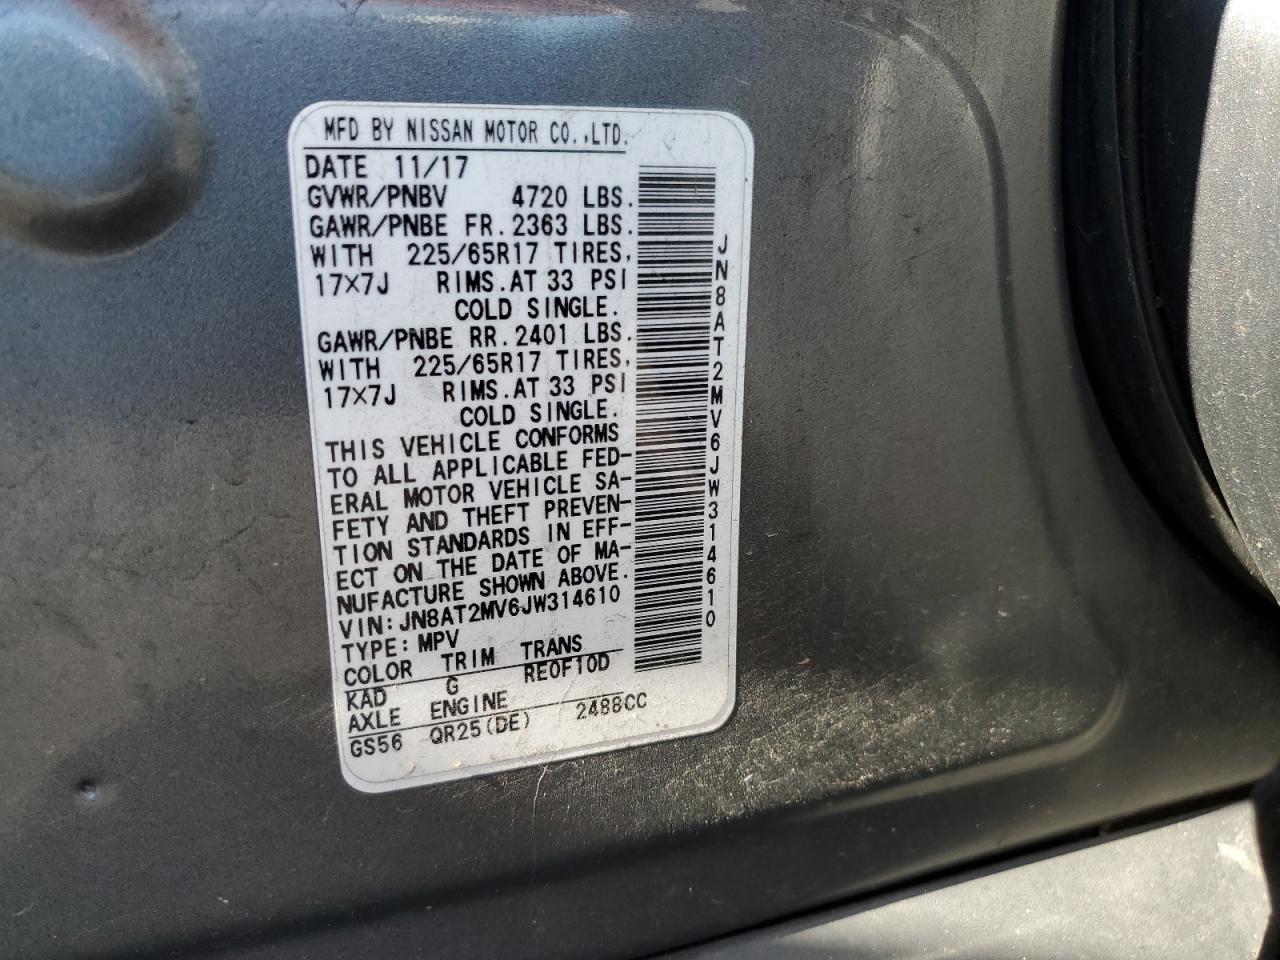 MFD BY NISSAN MOTOR CO.,LTD.
DATE 11/17
GVWR/PNBV 4720 LBS.
GAWR/PNBE FR.2363 LBS.
WITH 225/65R17 TIRES,
17×7J RIMS.AT 33 PSI
COLD SINGLE.
GAWR/PNBE RR.2401 LBS.
WITH 225/65R17 TIRES,
17×7J RIMS.AT 33 PSI
COLD SINGLE.
THIS VEHICLE CONFORMS
TO ALL APPLICABLE FED-
ERAL MOTOR VEHICLE SA-
FETY AND THEFT PREVEN-
TION STANDARDS IN EFF-
ECT ON THE DATE OF MA-
NUFACTURE SHOWN ABOVE.
VIN:JN8AT2MV6JW314610
TYPE:MPV
COLOR TRIM TRANS
KAD G RE0F10D
AXLE ENGINE
GS56 QR25(DE) 2488CC
JN8AT2MV6JW314610